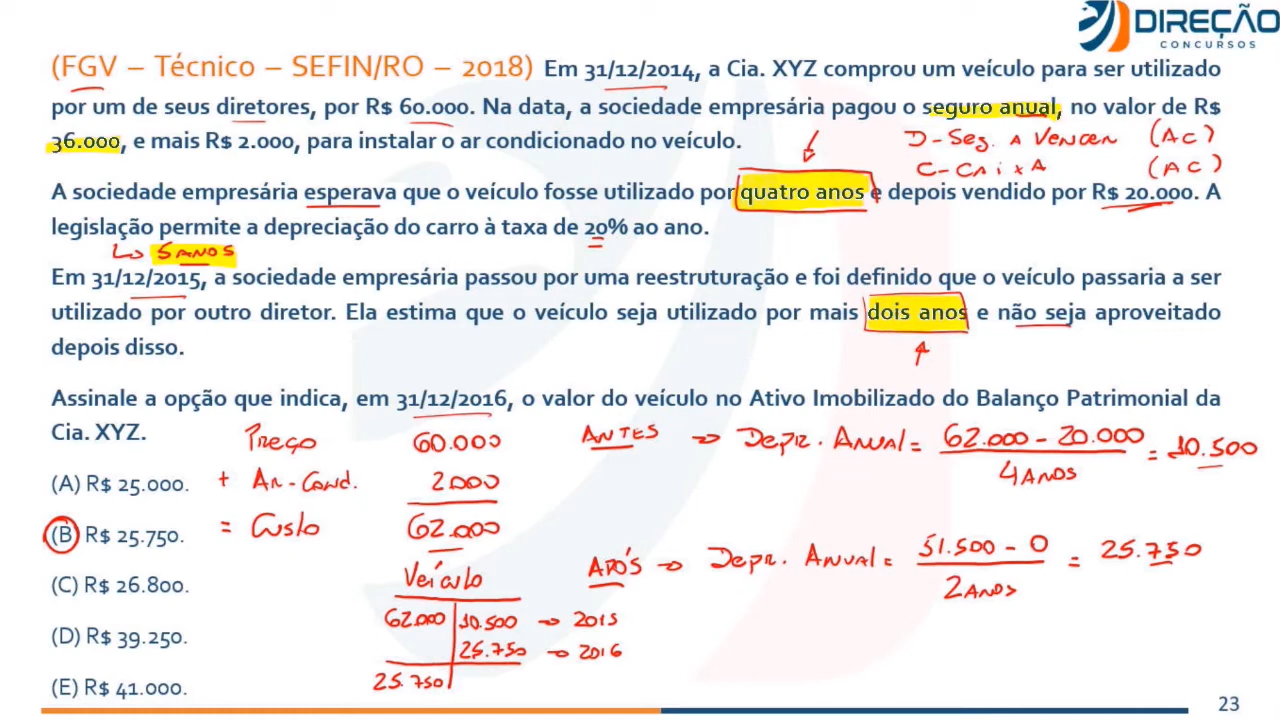 DIREÇÃO
CONCURSOS
(FGV – Técnico – SEFIN/RO – 2018) Em 31/12/2014, a Cia. XYZ comprou um veículo para ser utilizado
por um de seus diretores, por R$ 60.000. Na data, a sociedade empresária pagou o seguro anual, no valor de R$
36.000, e mais R$ 2.000, para instalar o ar condicionado no veículo.
D - Seg. A Vencer (AC)
C - CAIXA (AC)
A sociedade empresária esperava que o veículo fosse utilizado por quatro anos e depois vendido por R$ 20.000. A
legislação permite a depreciação do carro à taxa de 20% ao ano.
5 ANOS
Em 31/12/2015, a sociedade empresária passou por uma reestruturação e foi definido que o veículo passaria a ser
utilizado por outro diretor. Ela estima que o veículo seja utilizado por mais dois anos e não seja aproveitado
depois disso.
Assinale a opção que indica, em 31/12/2016, o valor do veículo no Ativo Imobilizado do Balanço Patrimonial da
Cia. XYZ.
Preço 60.000
ANTES → Depr. Anual = 62.000 - 20.000 = 10.500
4 ANOS
(A) R$ 25.000.
+ Ar-Cond. 2.000
(B) R$ 25.750.
= Custo 62.000
APÓS → Depr. Anual = 51.500 - 0 = 25.750
2 ANOS
(C) R$ 26.800.
Veículo
62.000 10.500 → 2015
(D) R$ 39.250.
25.750 → 2016
25.750
(E) R$ 41.000.
23